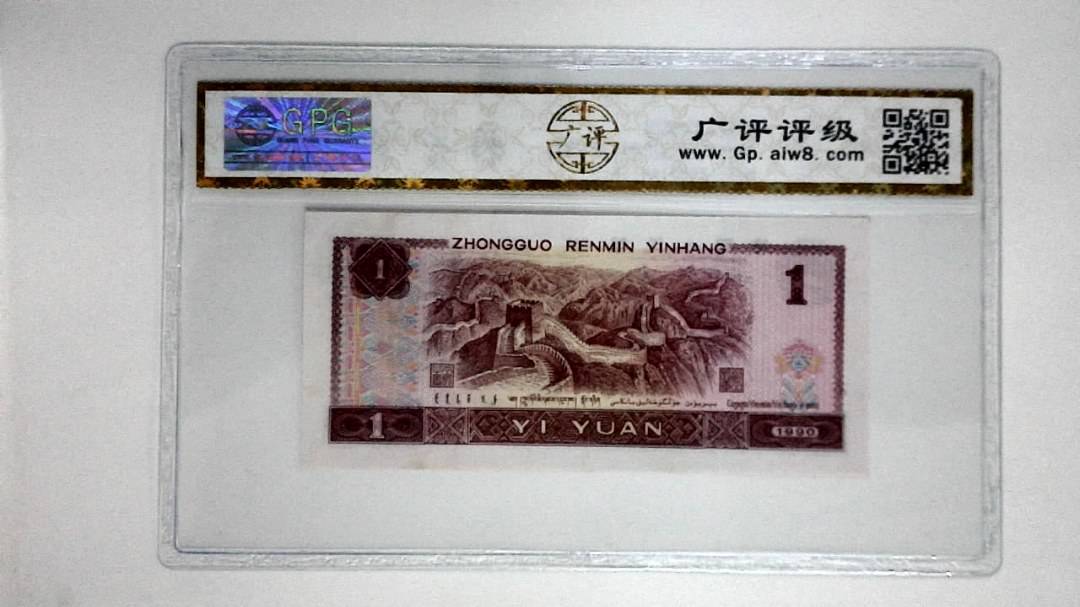 GPG
广评
广评评级
www. Gp. aiw8. com
ZHONGGUO RENMIN YINHANG
1
1
1
YI YUAN
1990